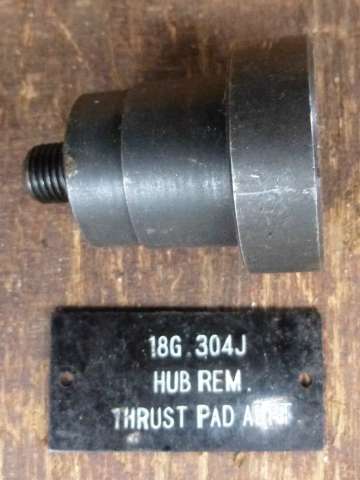 18G.304J
HUB REM.
THRUST PAD